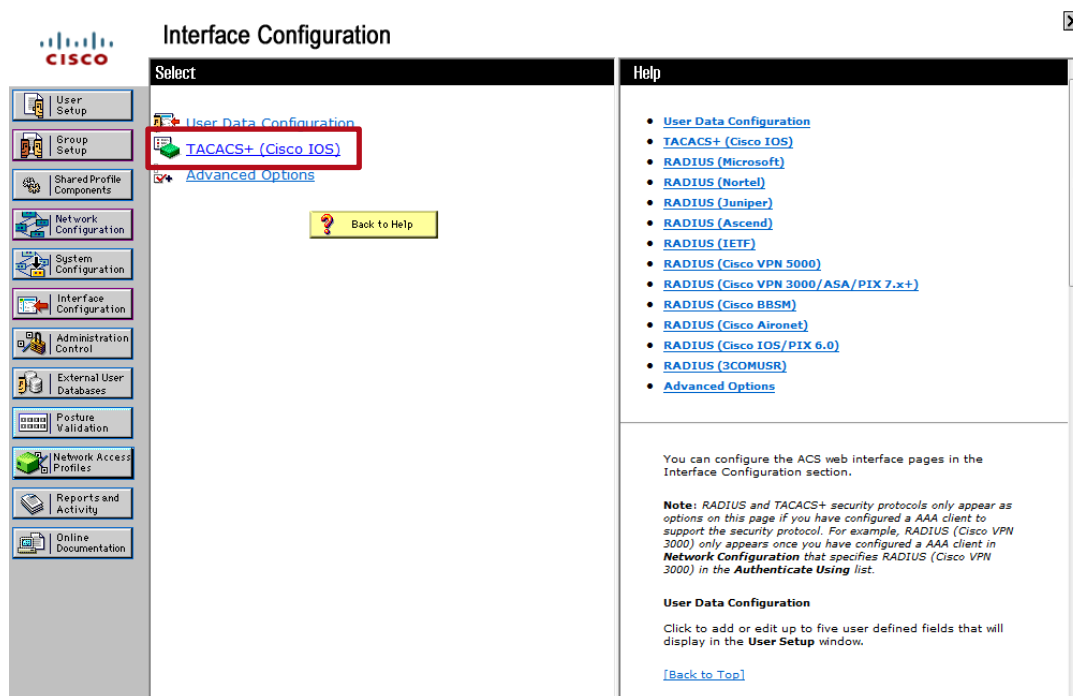 CISCO
Interface Configuration
Select
Help
User
Setup
Group
Setup
Shared Profile
Components
Network
Configuration
System
Configuration
Interface
Configuration
Administration
Control
External User
Databases
Posture
Validation
Network Access
Profiles
Reports and
Activity
Online
Documentation
User Data Configuration
TACACS+ (Cisco IOS)
Advanced Options
Back to Help
User Data Configuration
TACACS+ (Cisco IOS)
RADIUS (Microsoft)
RADIUS (Nortel)
RADIUS (Juniper)
RADIUS (Ascend)
RADIUS (IETF)
RADIUS (Cisco VPN 5000)
RADIUS (Cisco VPN 3000/ASA/PIX 7.x+)
RADIUS (Cisco BBSM)
RADIUS (Cisco Aironet)
RADIUS (Cisco IOS/PIX 6.0)
RADIUS (3COMUSR)
Advanced Options
You can configure the ACS web interface pages in the
Interface Configuration section.
Note: RADIUS and TACACS+ security protocols only appear as
options on this page if you have configured a AAA client to
support the security protocol. For example, RADIUS (Cisco VPN
3000) only appears once you have configured a AAA client in
Network Configuration that specifies RADIUS (Cisco VPN
3000) in the Authenticate Using list.
User Data Configuration
Click to add or edit up to five user defined fields that will
display in the User Setup window.
[Back to Top]